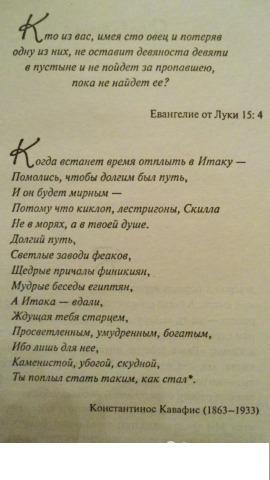 Кто из вас, имея сто овец и потеряв
одну из них, не оставит девяноста девяти
в пустыне и не пойдет за пропавшею,
пока не найдет ее?
Евангелие от Луки 15: 4
Когда встанет время отплыть в Итаку —
Помолись, чтобы долгим был путь,
И он будет мирным —
Потому что киклоп, лестригоны, Скилла
Не в морях, а в твоей душе.
Долгий путь,
Светлые заводи феаков,
Щедрые причалы финикиян,
Мудрые беседы египтян,
А Итака — вдали,
Ждущая тебя старцем,
Просветленным, умудренным, богатым,
Ибо лишь для нее,
Каменистой, убогой, скудной,
Ты поплыл стать таким, как стал*.
Константинос Кавафис (1863–1933)